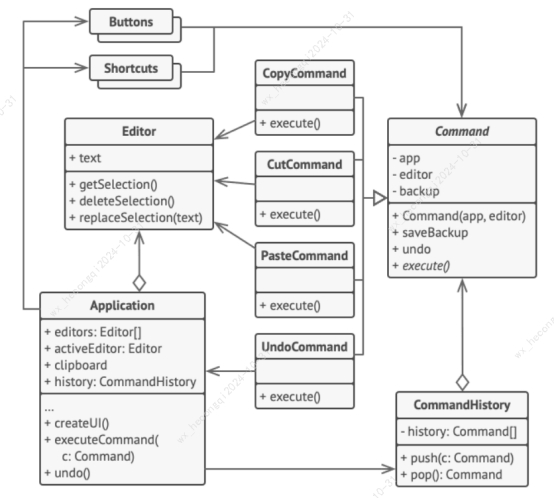 Buttons
Shortcuts
CopyCommand
+ execute()
Editor
+ text
+ getSelection()
+ deleteSelection()
+ replaceSelection(text)
CutCommand
+ execute()
Command
- app
- editor
- backup
+ Command(app, editor)
+ saveBackup
+ undo
+ execute()
PasteCommand
+ execute()
Application
+ editors: Editor[]
+ activeEditor: Editor
+ clipboard
+ history: CommandHistory
...
+ createUI()
+ executeCommand(
c: Command)
+ undo()
UndoCommand
+ execute()
CommandHistory
- history: Command[]
+ push(c: Command)
+ pop(): Command